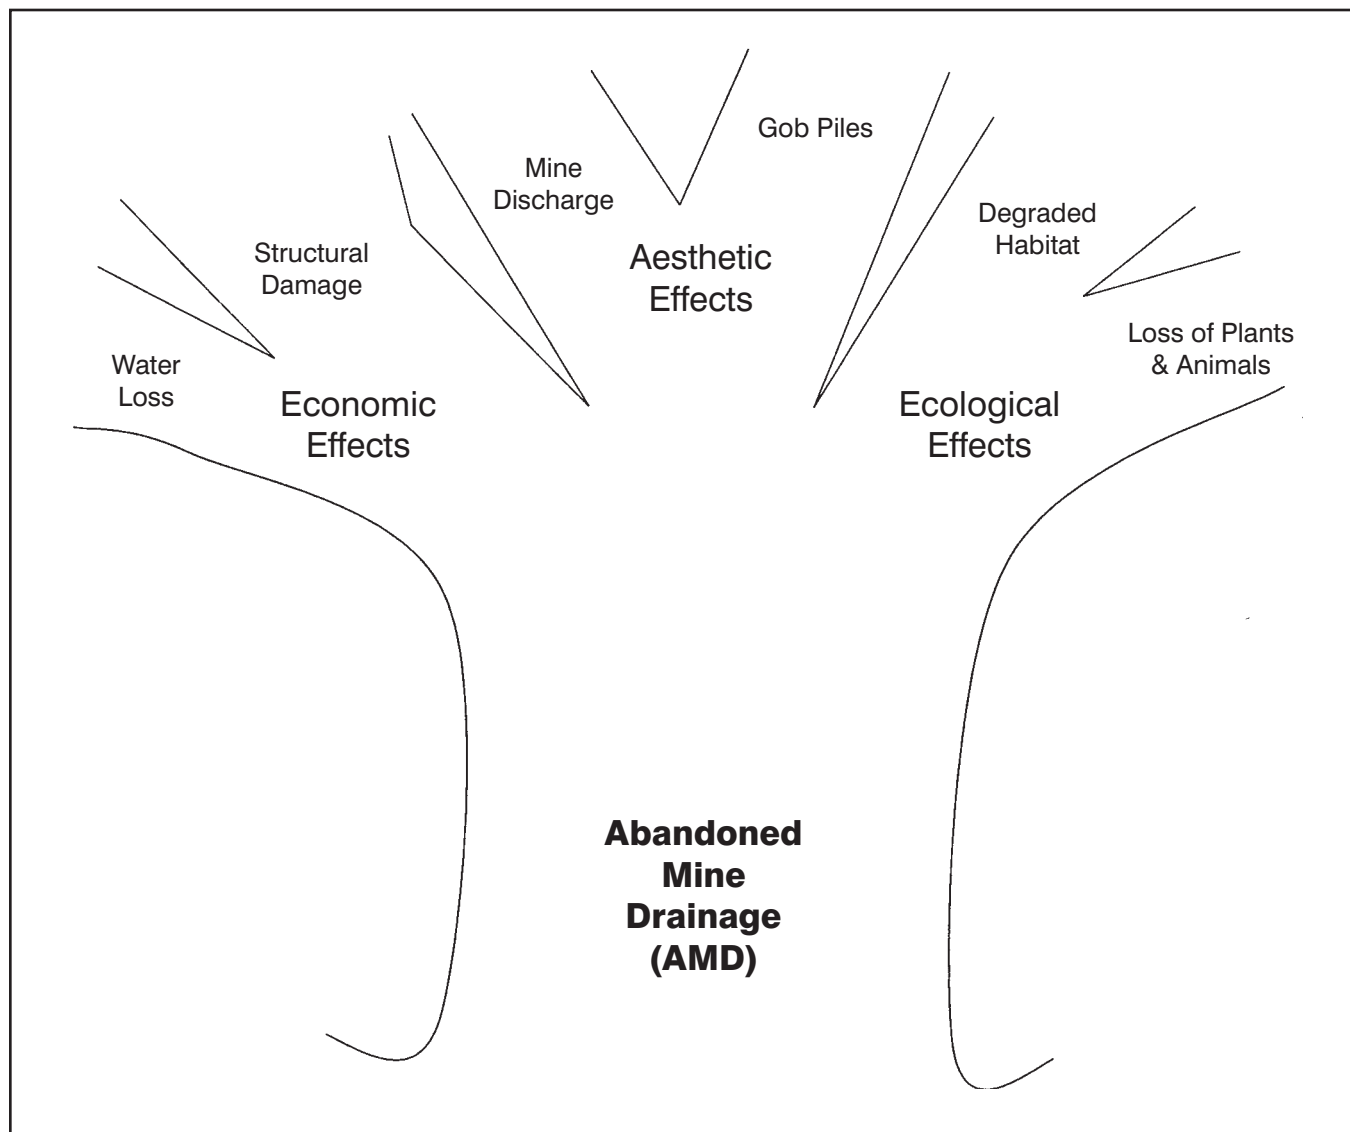 Gob Piles
Mine
Discharge
Degraded
Habitat
Structural
Damage
Aesthetic
Effects
Loss of Plants
& Animals
Water
Loss
Economic
Effects
Ecological
Effects
Abandoned
Mine
Drainage
(AMD)